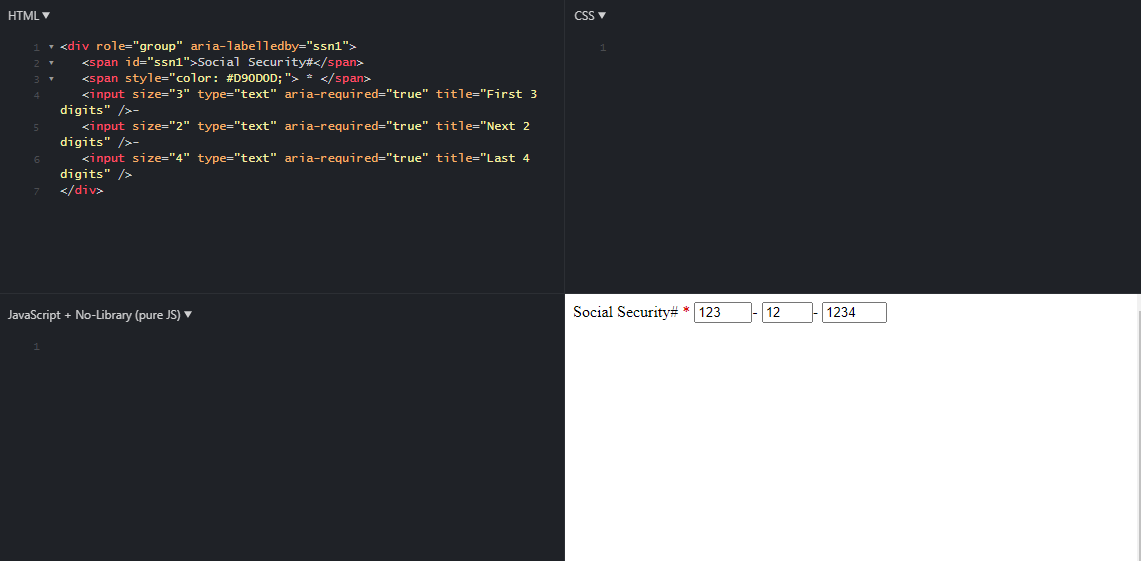 HTML ▼
1 ▾ <div role="group" aria-labelledby="ssn1">
2 ▾ <span id="ssn1">Social Security#</span>
3 ▾ <span style="color: #D90D0D;"> * </span>
4 <input size="3" type="text" aria-required="true" title="First 3
digits" />-
5 <input size="2" type="text" aria-required="true" title="Next 2
digits" />-
6 <input size="4" type="text" aria-required="true" title="Last 4
digits" />
7 </div>
CSS ▼
1
JavaScript + No-Library (pure JS) ▼
1
Social Security# * 123 - 12 - 1234